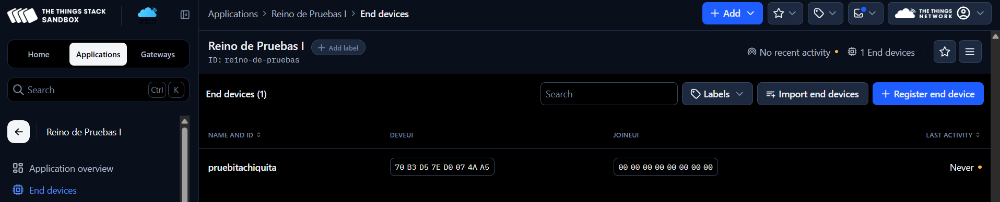 THE THINGS STACK
SANDBOX
Applications > Reino de Pruebas I > End devices
+ Add
THE THINGS
NETWORK
Home
Applications
Gateways
Reino de Pruebas I
+ Add label
ID: reino-de-pruebas
No recent activity
1 End devices
Search
Ctrl
K
End devices (1)
Search
Labels
Import end devices
+ Register end device
Reino de Pruebas I
NAME AND ID
DEVEUI
JOINEUI
LAST ACTIVITY
pruebitachiquita
70 B3 D5 7E D0 07 4A A5
00 00 00 00 00 00 00 00
Never
Application overview
End devices